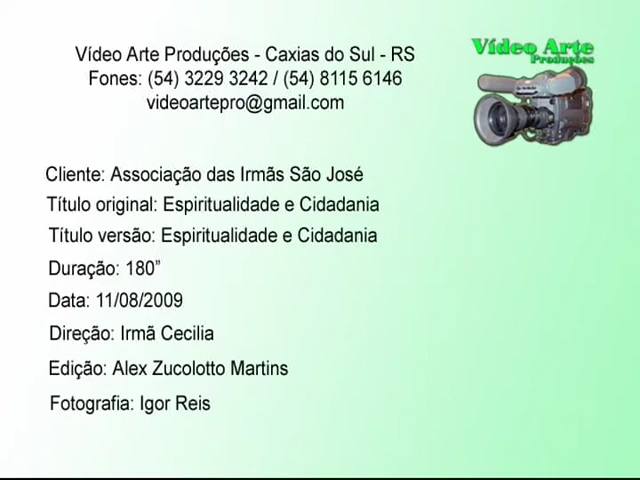 Vídeo Arte Produções - Caxias do Sul - RS
Fones: (54) 3229 3242 / (54) 8115 6146
videoartepro@gmail.com
Vídeo Arte
Produções
Cliente: Associação das Irmãs São José
Título original: Espiritualidade e Cidadania
Título versão: Espiritualidade e Cidadania
Duração: 180”
Data: 11/08/2009
Direção: Irmã Cecilia
Edição: Alex Zucolotto Martins
Fotografia: Igor Reis